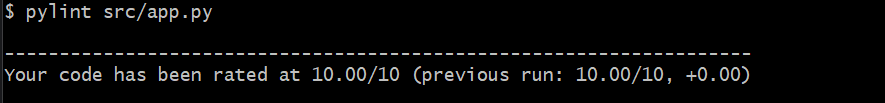 $ pylint src/app.py
--------------------------------------------------------------------
Your code has been rated at 10.00/10 (previous run: 10.00/10, +0.00)